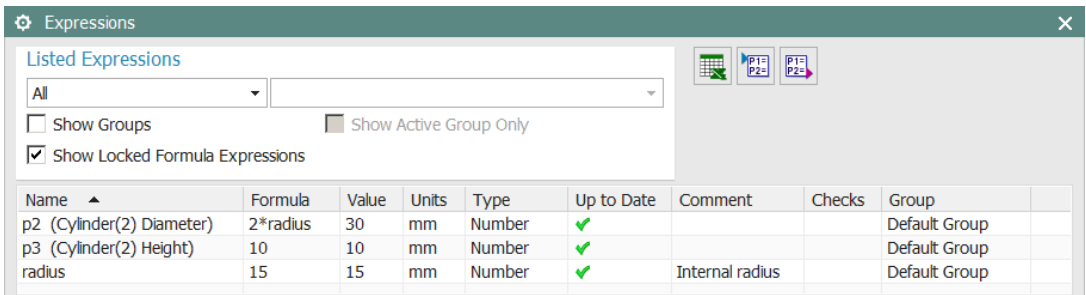 Expressions
Listed Expressions
All
Show Groups Show Active Group Only
Show Locked Formula Expressions
P1=
P2=
P1=
P2=
Name Formula Value Units Type Up to Date Comment Checks Group
p2 (Cylinder(2) Diameter) 2*radius 30 mm Number Default Group
p3 (Cylinder(2) Height) 10 10 mm Number Default Group
radius 15 15 mm Number Internal radius Default Group